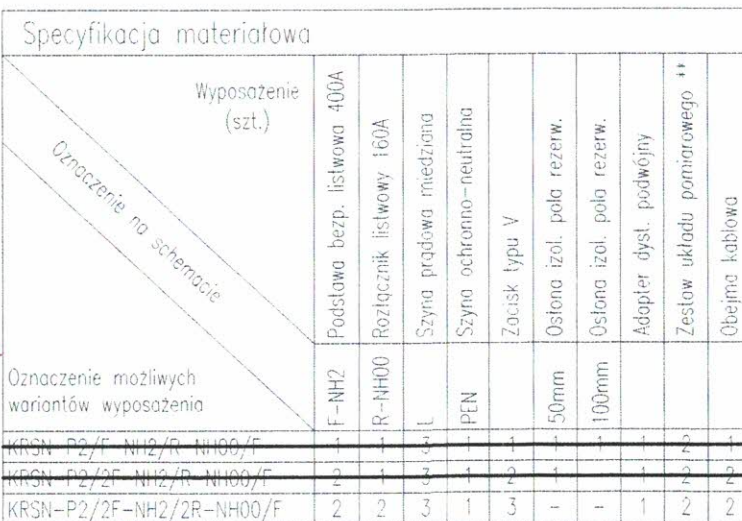 Specyfikacja materiałowa
Wyposażenie
(szt.)
Oznaczenie na schemacie
Oznaczenie możliwych
wariantów wyposażenia
Podstawa bezp. listwowa 400A
Rozłącznik listwowy 160A
Szyna prądowa miedziana
Szyna ochronno-neutralna
Zacisk typu V
Osłona izol. pola rezerw.
Osłona izol. pola rezerw.
Adapter dyst. podwójny
Zestaw układu pomiarowego **
Obejma kablowa
F-NH2
R-NH00
L
PEN
50mm
100mm
KRSN-P2/F-NH2/R-NH00/F 1 1 3 1 1 1 1 1 2 1
KRSN-P2/2F-NH2/R-NH00/F 2 1 3 1 2 1 - 1 2 2
KRSN-P2/2F-NH2/2R-NH00/F 2 2 3 1 3 - - 1 2 2